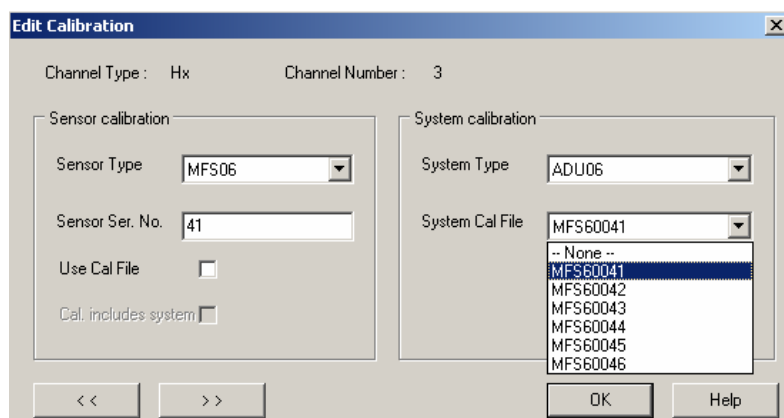 Edit Calibration
Channel Type : Hx Channel Number : 3
Sensor calibration
Sensor Type MFS06
Sensor Ser. No. 41
Use Cal File
Cal. includes system
System calibration
System Type ADU06
System Cal File MFS60041
-- None --
MFS60041
MFS60042
MFS60043
MFS60044
MFS60045
MFS60046
<< >> OK Help